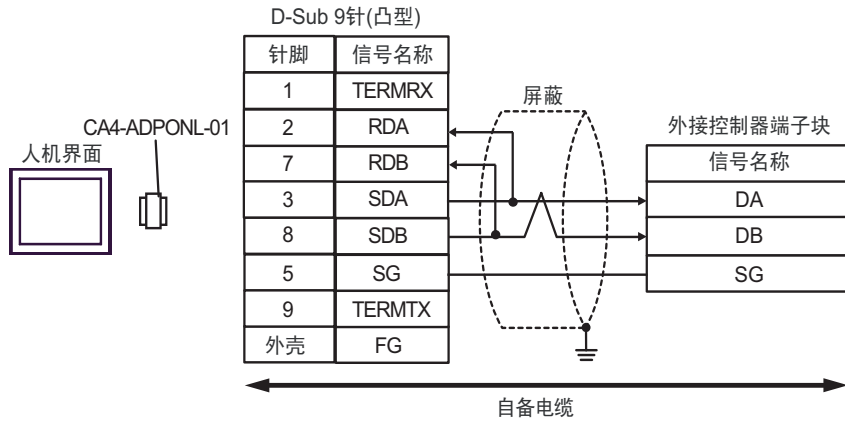 D-Sub 9针(凸型)
针脚 信号名称
1 TERMRX
2 RDA
7 RDB
3 SDA
8 SDB
5 SG
9 TERMTX
外壳 FG
CA4-ADPONL-01
人机界面
屏蔽
外接控制器端子块
信号名称
DA
DB
SG
自备电缆